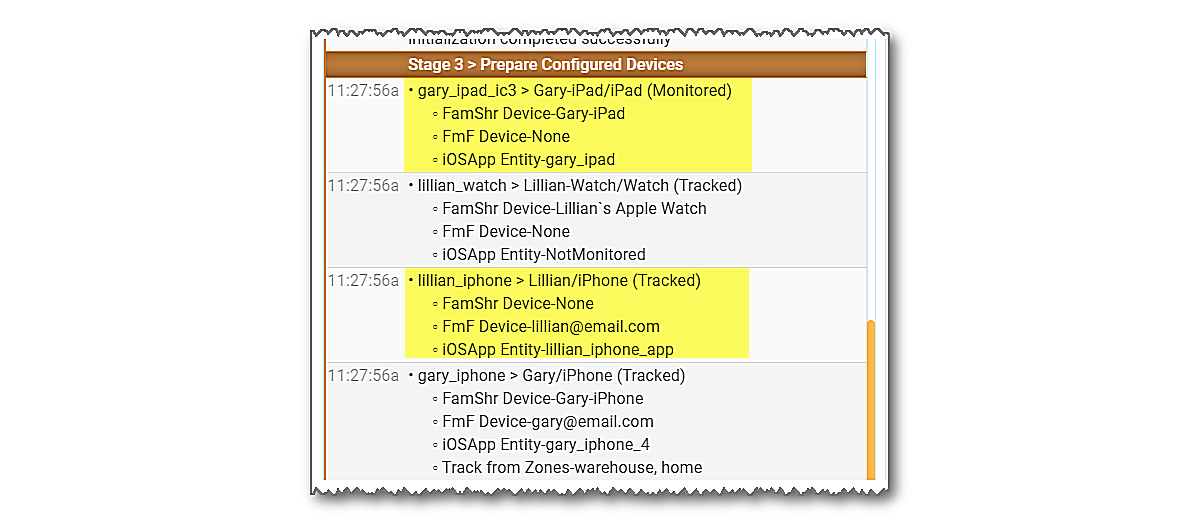 Initialization completed successfully
Stage 3 > Prepare Configured Devices
11:27:56a • gary_ipad_ic3 > Gary-iPad/iPad (Monitored)
◦ FamShr Device-Gary-iPad
◦ FmF Device-None
◦ iOSApp Entity-gary_ipad
11:27:56a • lillian_watch > Lillian-Watch/Watch (Tracked)
◦ FamShr Device-Lillian`s Apple Watch
◦ FmF Device-None
◦ iOSApp Entity-NotMonitored
11:27:56a • lillian_iphone > Lillian/iPhone (Tracked)
◦ FamShr Device-None
◦ FmF Device-lillian@email.com
◦ iOSApp Entity-lillian_iphone_app
11:27:56a • gary_iphone > Gary/iPhone (Tracked)
◦ FamShr Device-Gary-iPhone
◦ FmF Device-gary@email.com
◦ iOSApp Entity-gary_iphone_4
◦ Track from Zones-warehouse, home